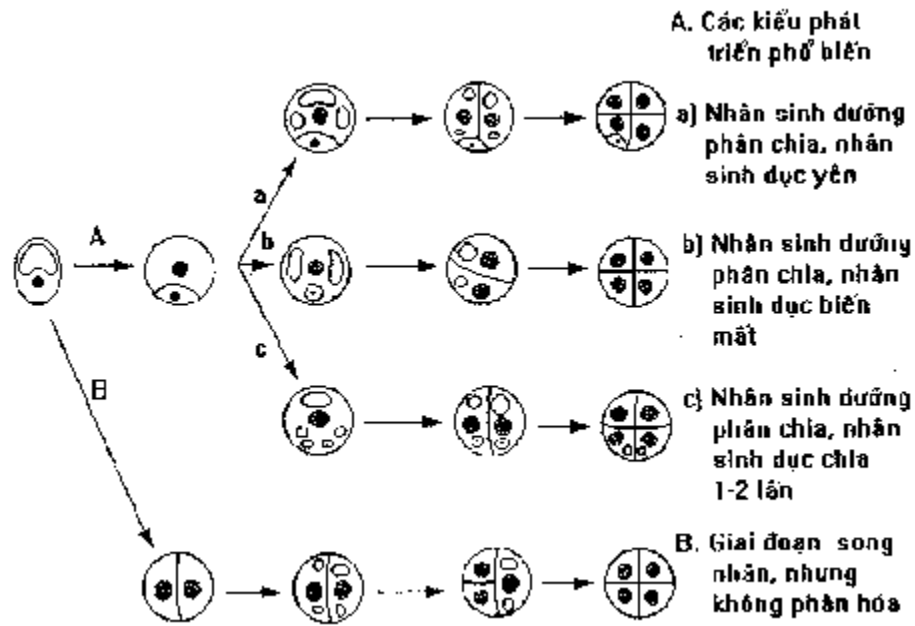 A. Các kiểu phát
triển phổ biến
a) Nhân sinh dưỡng
phân chia, nhân
sinh dục yên
a
A
b
b) Nhân sinh dưỡng
phân chia, nhân
sinh dục biến
mất
c
B
c) Nhân sinh dưỡng
phân chia, nhân
sinh dục chia
1-2 lần
B. Giai đoạn song
nhân, nhưng
không phân hóa